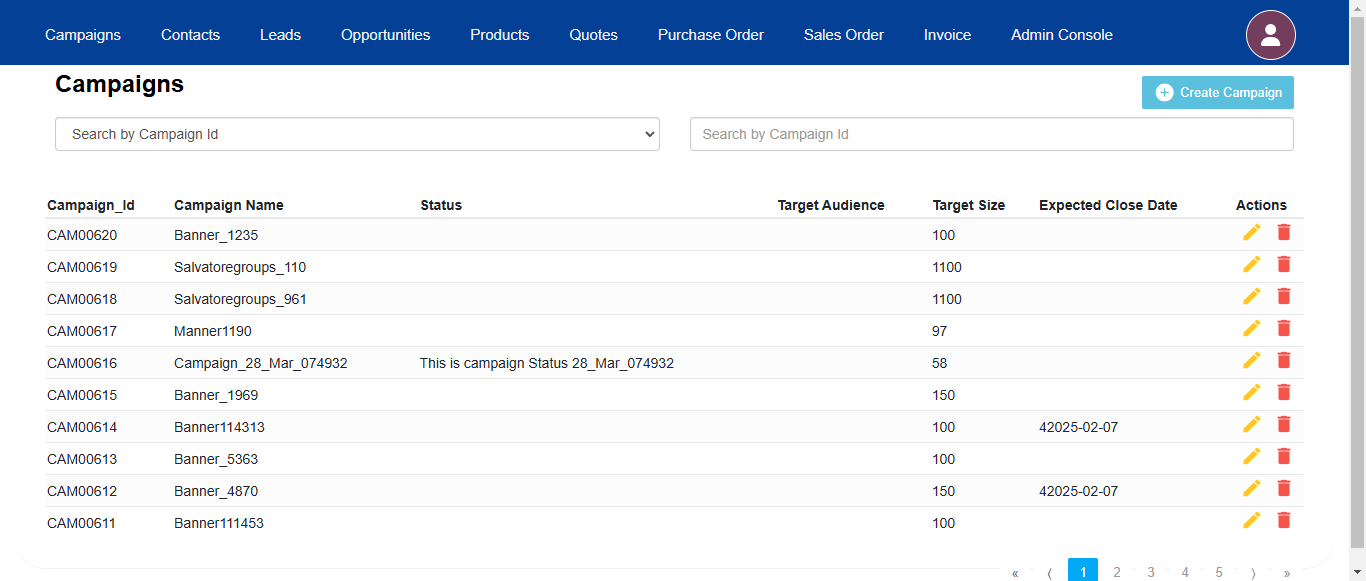 Campaigns Contacts Leads Opportunities Products Quotes Purchase Order Sales Order Invoice Admin Console
Campaigns
Create Campaign
Search by Campaign Id Search by Campaign Id
Campaign_Id Campaign Name Status Target Audience Target Size Expected Close Date Actions
CAM00620 Banner_1235 100
CAM00619 Salvatoregroups_110 1100
CAM00618 Salvatoregroups_961 1100
CAM00617 Manner1190 97
CAM00616 Campaign_28_Mar_074932 This is campaign Status 28_Mar_074932 58
CAM00615 Banner_1969 150
CAM00614 Banner114313 100 42025-02-07
CAM00613 Banner_5363 100
CAM00612 Banner_4870 150 42025-02-07
CAM00611 Banner111453 100
« ⟨ 1 2 3 4 5 ⟩ »